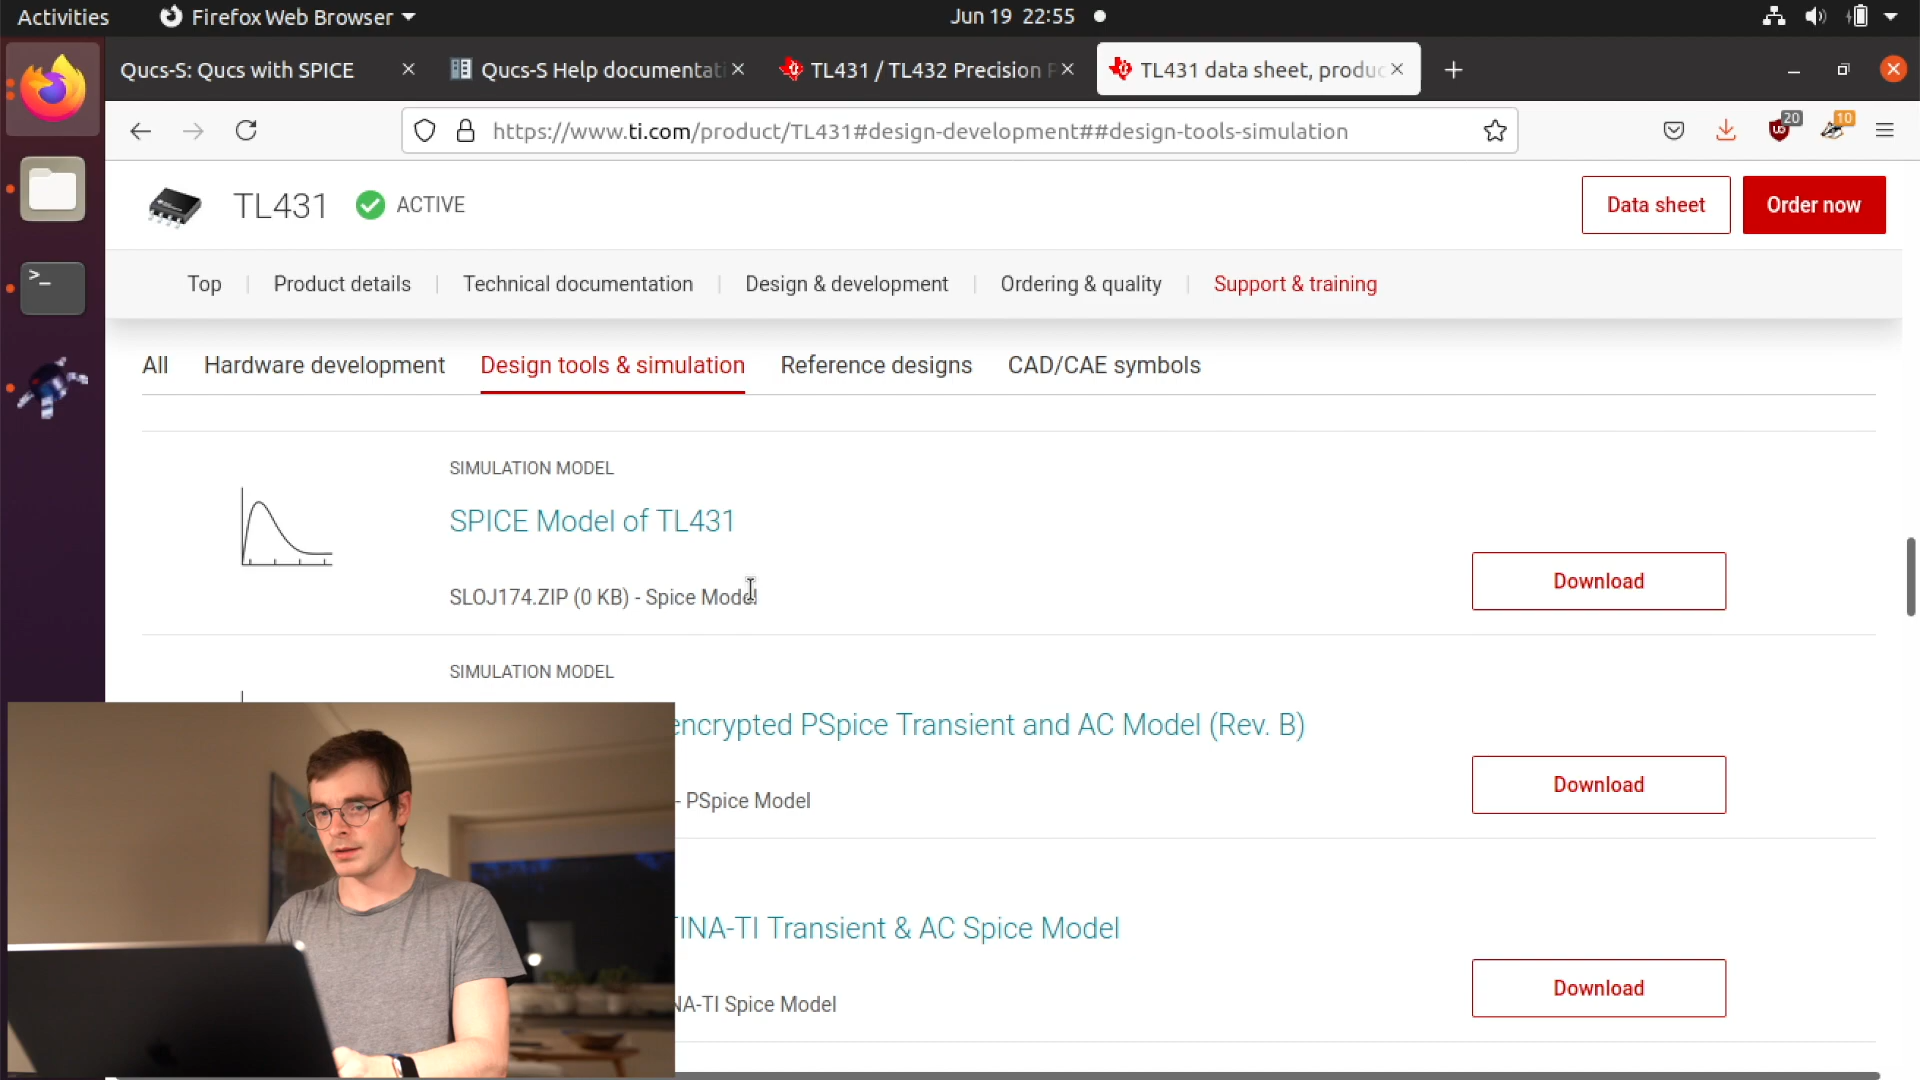 Activities
Firefox Web Browser
Jun 19 22:55
Qucs-S: Qucs with SPICE
Qucs-S Help documentati
TL431 / TL432 Precision P
TL431 data sheet, produc
https://www.ti.com/product/TL431#design-development##design-tools-simulation
20
10
TL431
ACTIVE
Data sheet
Order now
Top
Product details
Technical documentation
Design & development
Ordering & quality
Support & training
All
Hardware development
Design tools & simulation
Reference designs
CAD/CAE symbols
SIMULATION MODEL
SPICE Model of TL431
SLOJ174.ZIP (0 KB) - Spice Model
Download
SIMULATION MODEL
encrypted PSpice Transient and AC Model (Rev. B)
- PSpice Model
Download
TINA-TI Transient & AC Spice Model
NA-TI Spice Model
Download